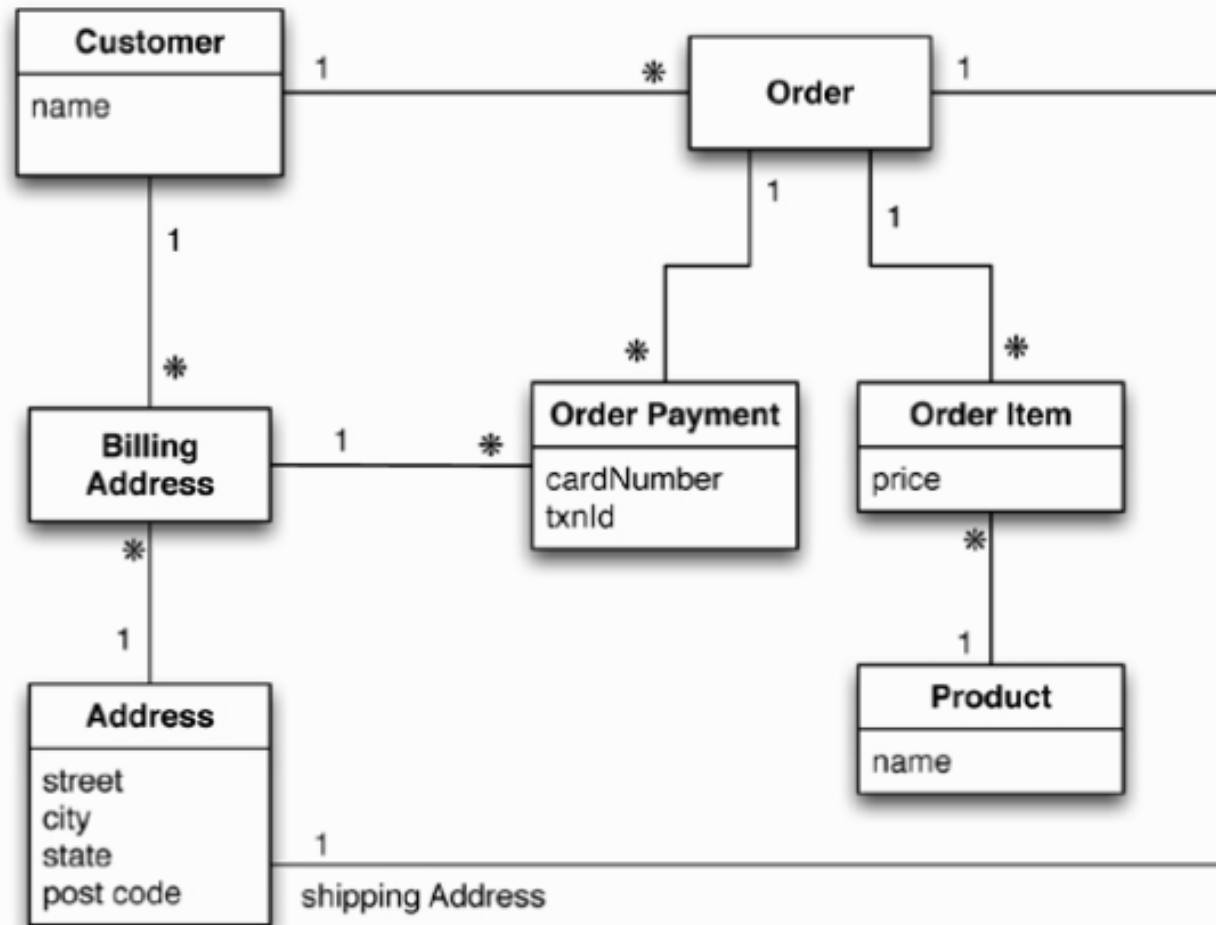 Customer
name
1
*
Order
1
1
1
1
*
*
*
Billing
Address
1
*
Order Payment
cardNumber
txnId
Order Item
price
*
1
*
1
Address
street
city
state
post code
Product
name
1
shipping Address